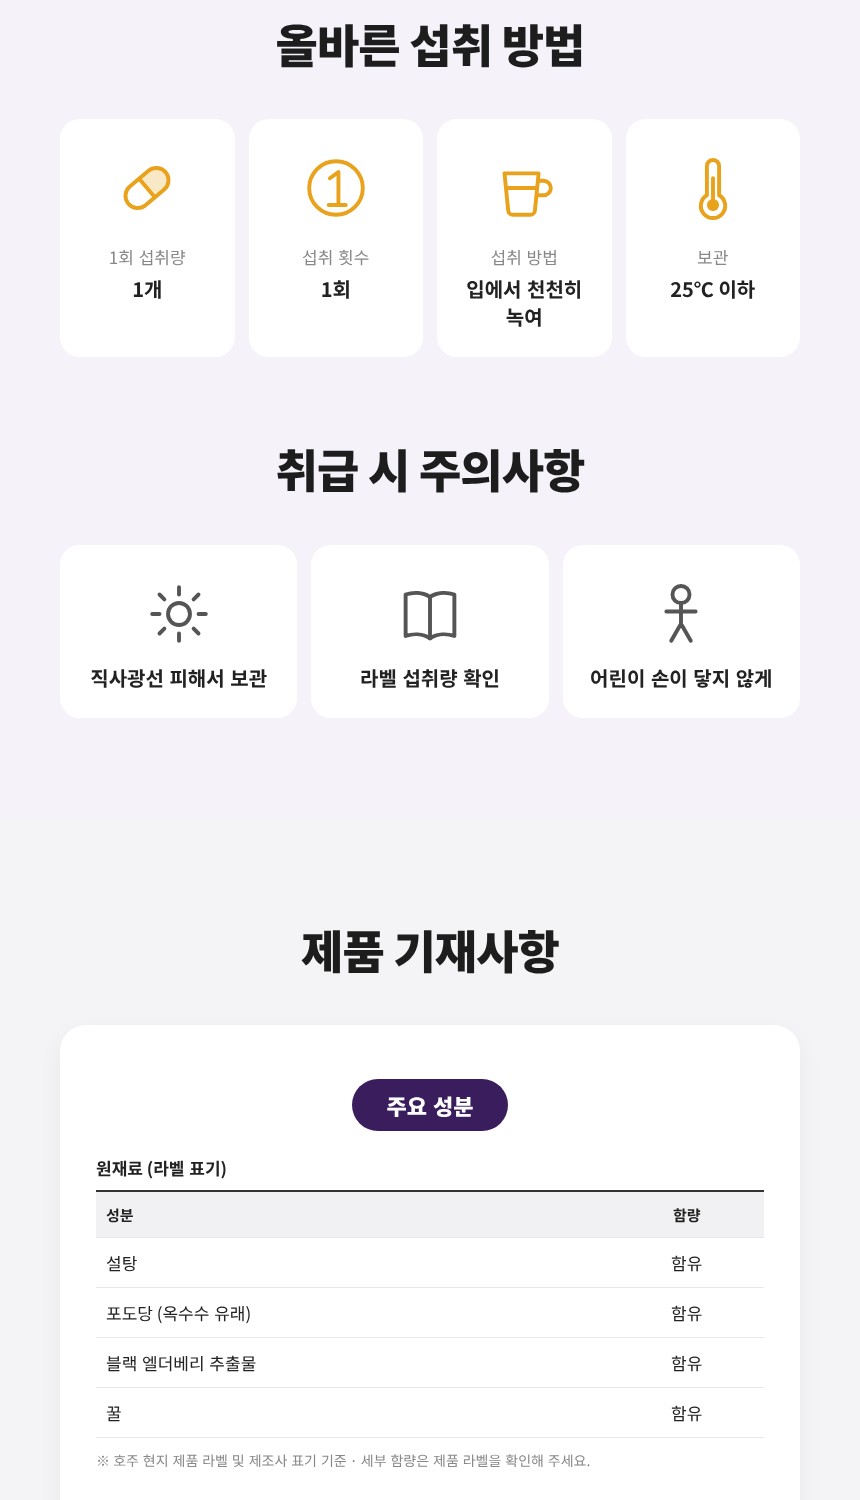 올바른 섭취 방법
1
1회 섭취량
1개
섭취 횟수
1회
섭취 방법
입에서 천천히
녹여
보관
25℃ 이하
취급 시 주의사항
직사광선 피해서 보관
라벨 섭취량 확인
어린이 손이 닿지 않게
제품 기재사항
주요 성분
원재료 (라벨 표기)
성분 함량
설탕 함유
포도당 (옥수수 유래) 함유
블랙 엘더베리 추출물 함유
꿀 함유
※ 호주 현지 제품 라벨 및 제조사 표기 기준 · 세부 함량은 제품 라벨을 확인해 주세요.